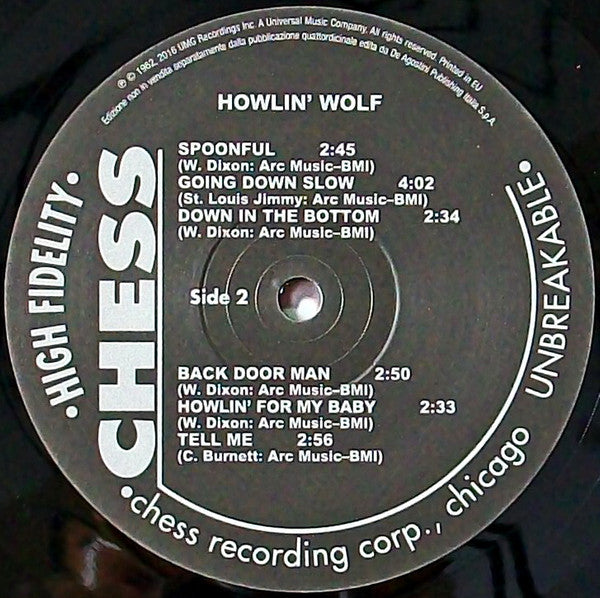 ℗ © 1962, 2016 UMG Recordings Inc. A Universal Music Company. All rights reserved. Printed in EU
Edizione non in vendita separatamente dalla pubblicazione quattordicinale edita da De Agostini Publishing Italia S.p.A.
HOWLIN' WOLF
SPOONFUL 2:45
(W. Dixon: Arc Music–BMI)
GOING DOWN SLOW 4:02
(St. Louis Jimmy: Arc Music–BMI)
DOWN IN THE BOTTOM 2:34
(W. Dixon: Arc Music–BMI)
•HIGH FIDELITY•
CHESS
Side 2
UNBREAKABLE•
BACK DOOR MAN 2:50
(W. Dixon: Arc Music–BMI)
HOWLIN' FOR MY BABY 2:33
(W. Dixon: Arc Music–BMI)
TELL ME 2:56
(C. Burnett: Arc Music–BMI)
•chess recording corp., chicago